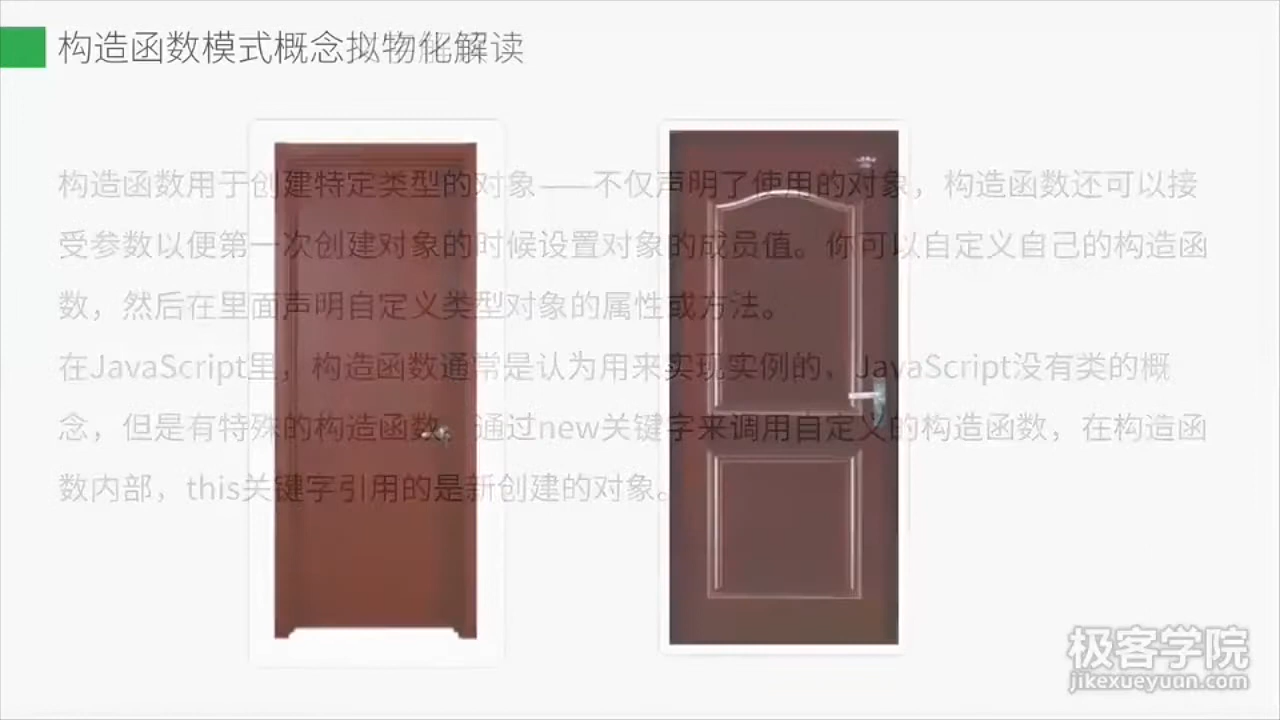 构造函数模式概念拟物化解读
构造函数用于创建特定类型的对象——不仅声明了使用的对象，构造函数还可以接
受参数以便第一次创建对象的时候设置对象的成员值。你可以自定义自己的构造函
数，然后在里面声明自定义类型对象的属性或方法。
在JavaScript里，构造函数通常是认为用来实现实例的，JavaScript没有类的概
念，但是有特殊的构造函数。通过new关键字来调用自定义的构造函数，在构造函
数内部，this关键字引用的是新创建的对象。
极客学院
jikexueyuan.com